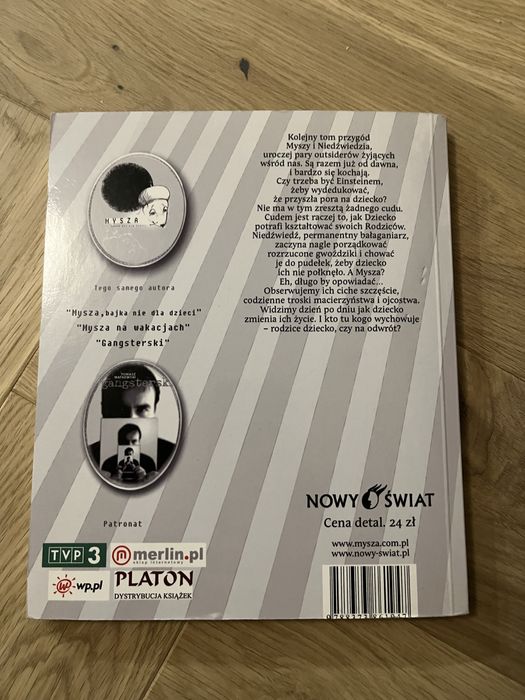 Kolejny tom przygód
Myszy i Niedźwiedzia,
uroczej pary outsiderów żyjących
wśród nas. Są razem już od dawna,
i bardzo się kochają.
Czy trzeba być Einsteinem,
żeby wydedukować,
że przyszła pora na dziecko?
Nie ma w tym zresztą żadnego cudu.
Cudem jest raczej to, jak Dziecko
potrafi kształtować swoich Rodziców.
Niedźwiedź, permanentny bałaganiarz,
zaczyna nagle porządkować
rozrzucone gwoździki i chować
je do pudełek, żeby dziecko
ich nie połknęło. A Mysza?
Eh, długo by opowiadać...
Obserwujemy ich ciche szczęście,
codzienne troski macierzyństwa i ojcostwa.
Widzimy dzień po dniu jak dziecko
zmienia ich życie. I kto tu kogo wychowuje
– rodzice dziecko, czy na odwrót?
MYSZA
Tego samego autora
"Mysza,bajka nie dla dzieci"
"Mysza na wakacjach"
"Gangsterski"
gangsterski
Patronat
TVP 3
merlin.pl
sklep internetowy
wp.pl
PLATON
DYSTRYBUCJA KSIĄŻEK
NOWY ŚWIAT
Cena detal. 24 zł
www.mysza.com.pl
www.nowy-swiat.pl